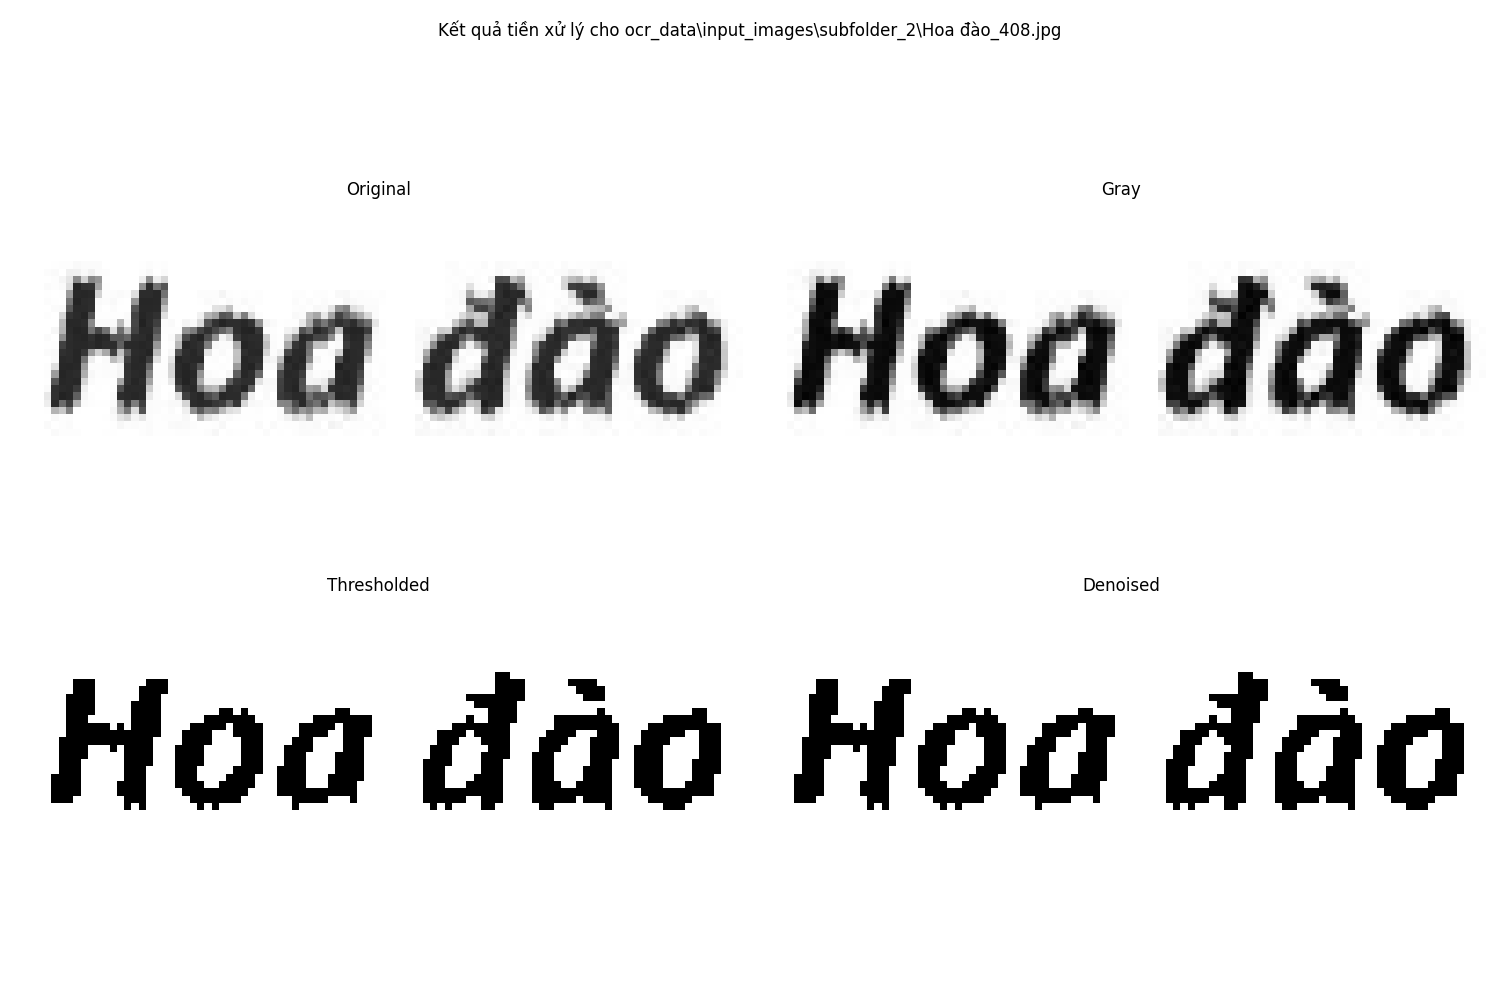 Kết quả tiền xử lý cho ocr_data\input_images\subfolder_2\Hoa đào_408.jpg
Original
Gray
Hoa đào
Hoa đào
Thresholded
Denoised
Hoa đào
Hoa đào